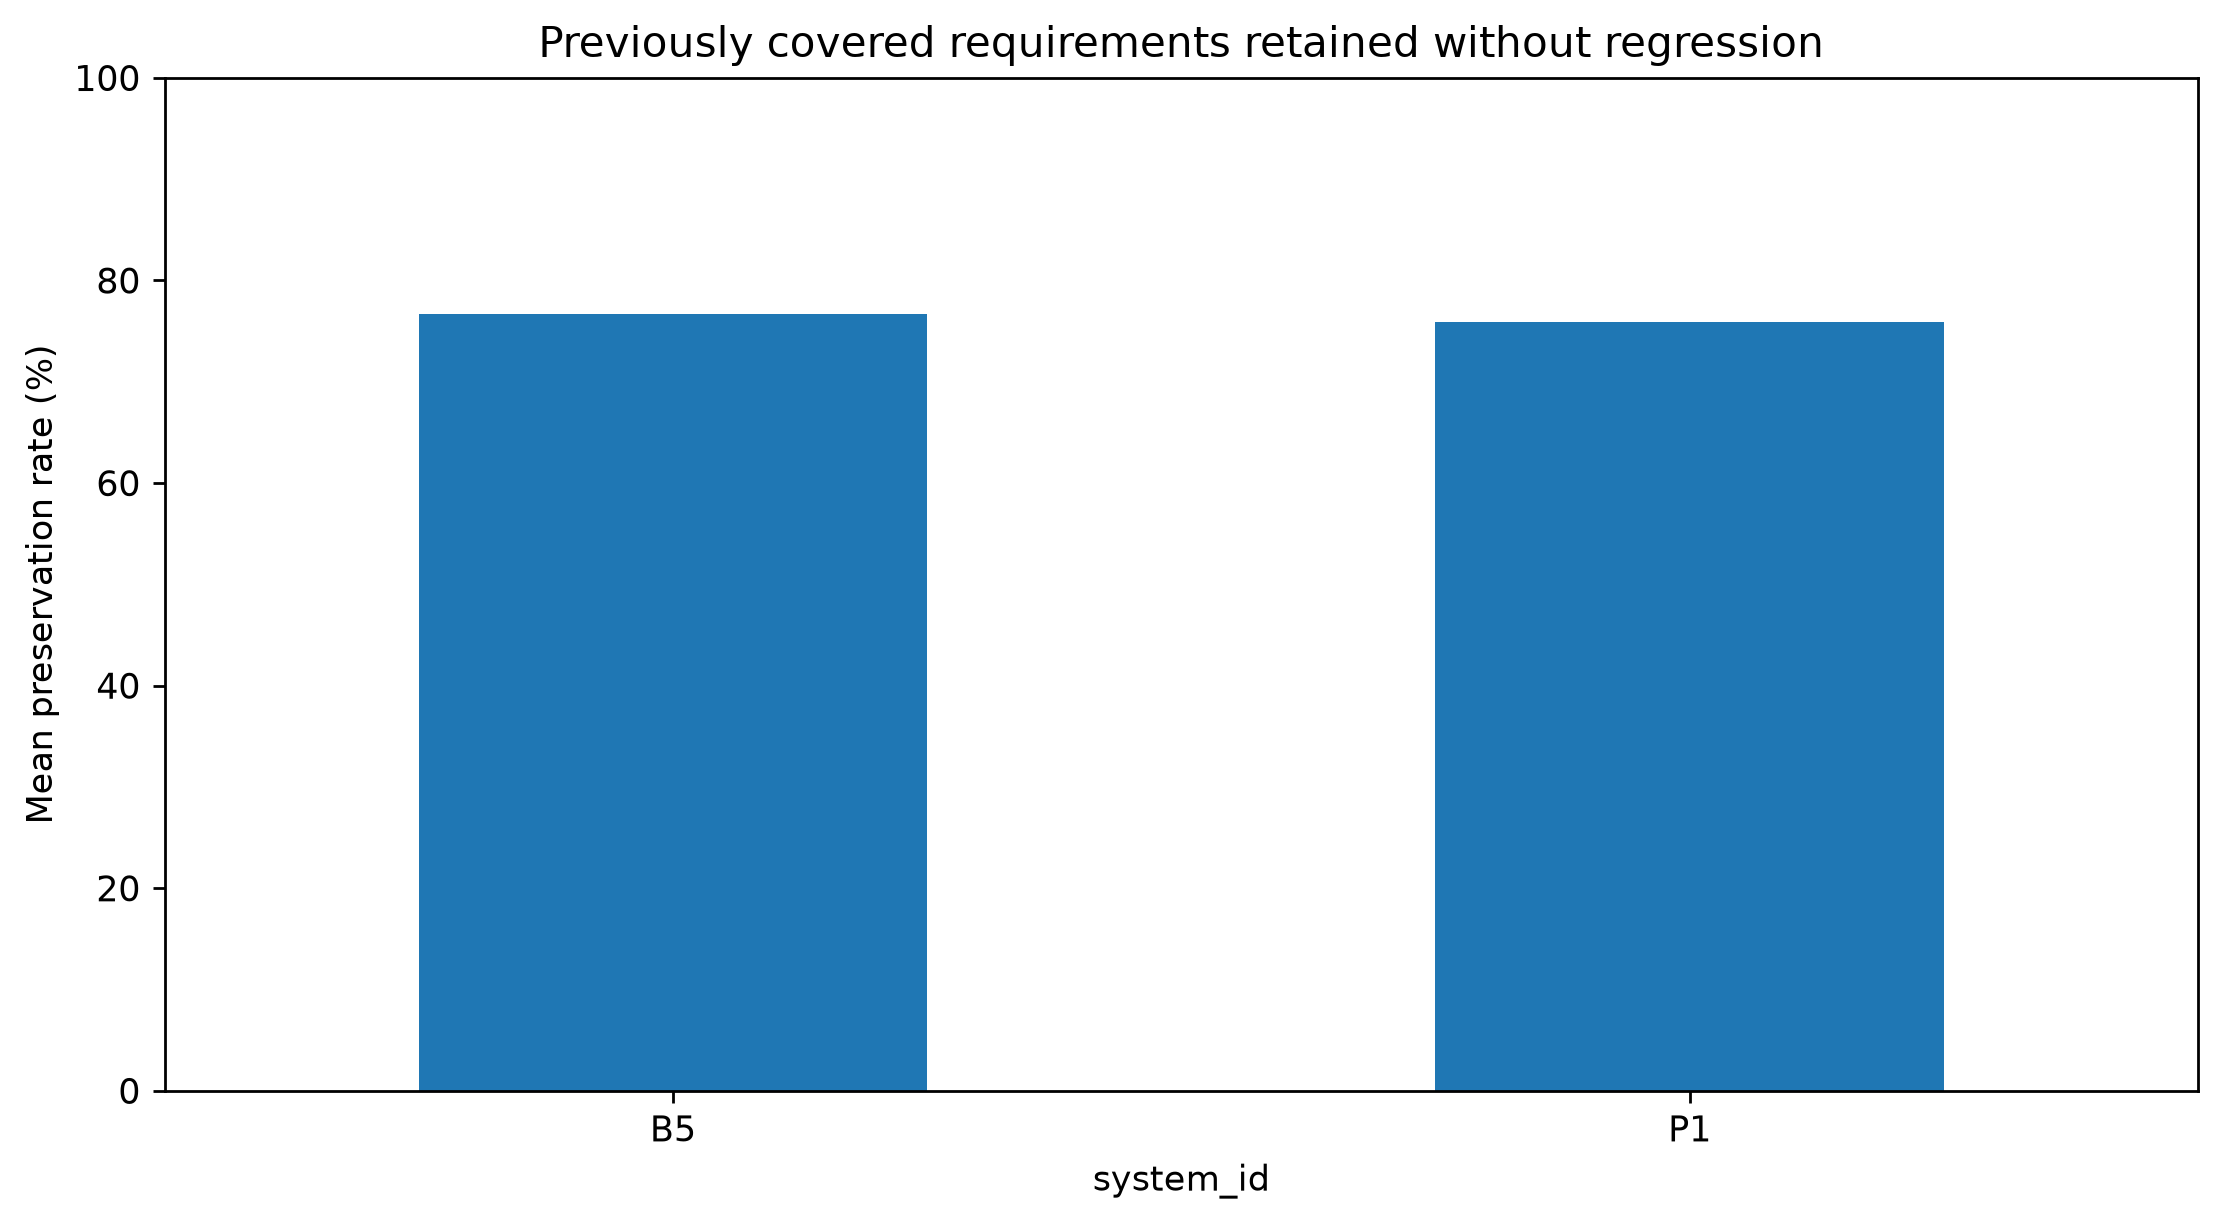 Previously covered requirements retained without regression
100
80
60
40
20
0
Mean preservation rate (%)
B5
P1
system_id